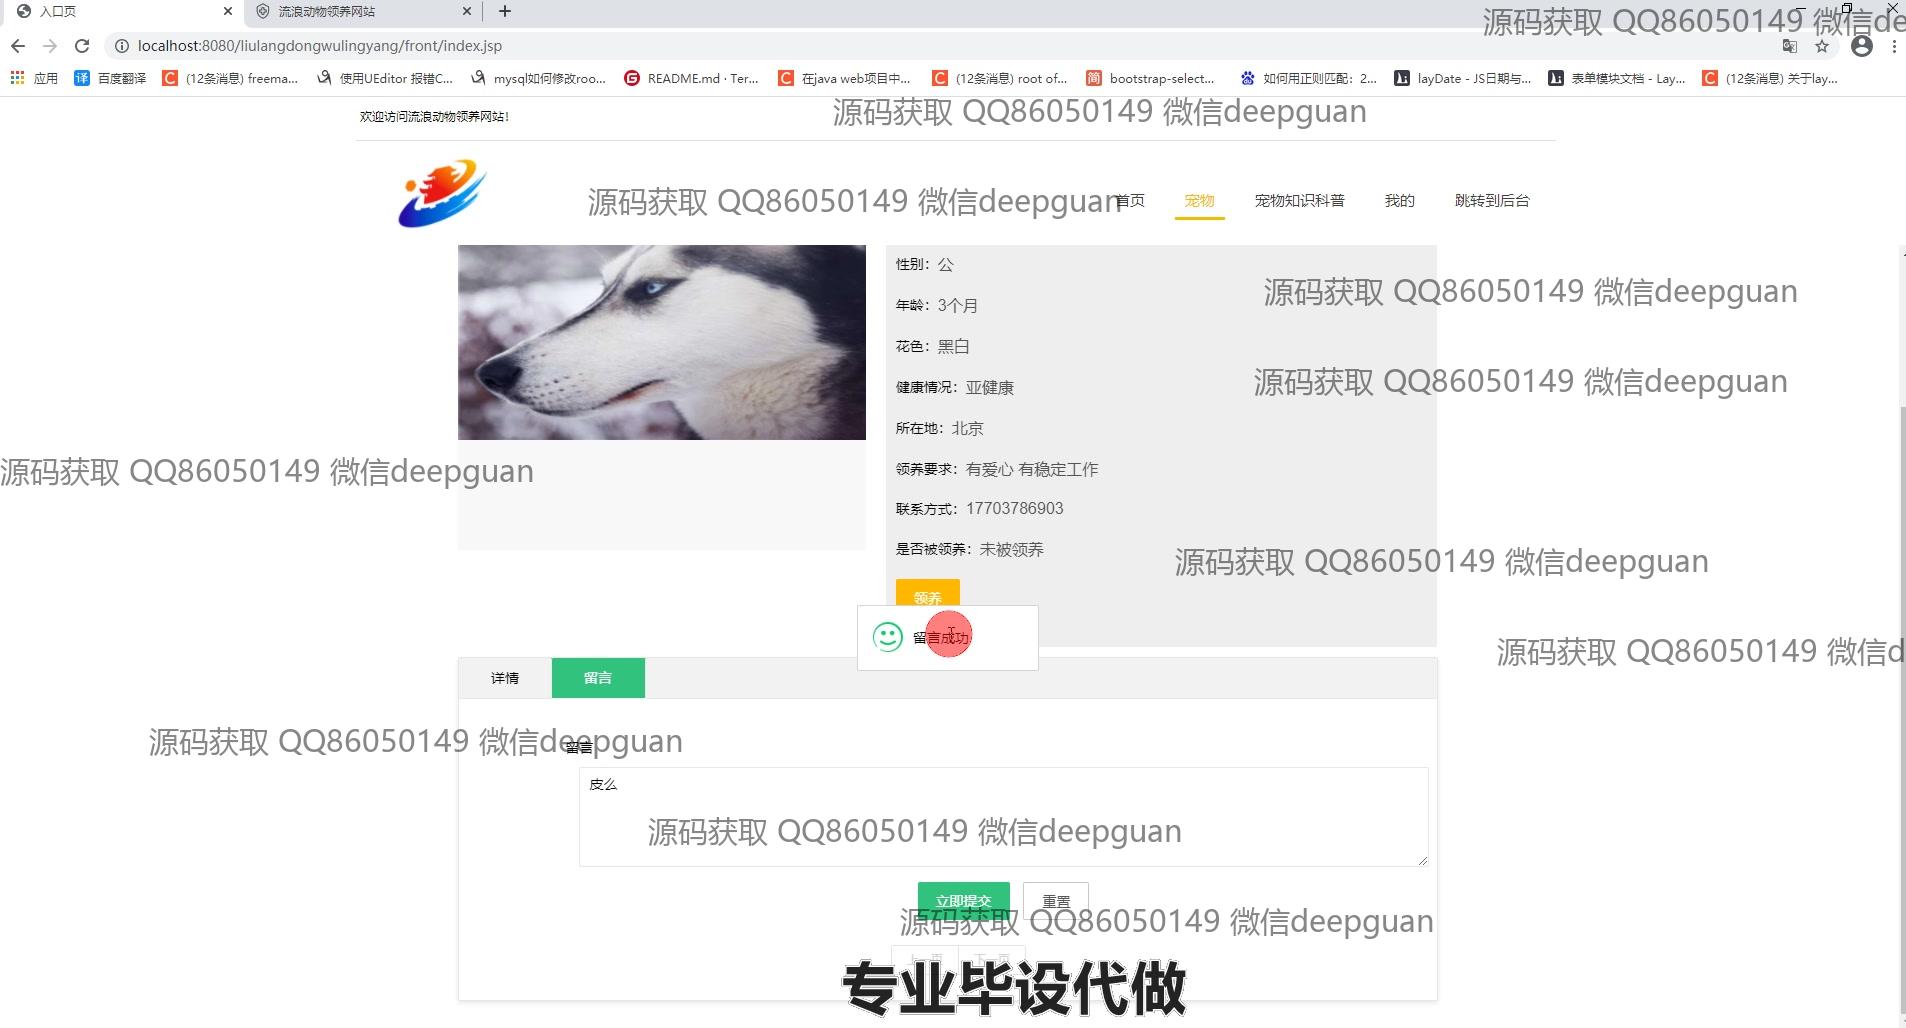 入口页
流浪动物领养网站
源码获取 QQ86050149 微信de
localhost:8080/liulangdongwulingyang/front/index.jsp
应用
百度翻译
(12条消息) freema...
使用UEditor 报错C...
mysql如何修改roo...
README.md · Ter...
在java web项目中...
(12条消息) root of...
bootstrap-select...
如何用正则匹配：2...
layDate - JS日期与...
表单模块文档 - Lay...
(12条消息) 关于lay...
欢迎访问流浪动物领养网站！
源码获取 QQ86050149 微信deepguan
源码获取 QQ86050149 微信deepguan
首页
宠物
宠物知识科普
我的
跳转到后台
性别：公
源码获取 QQ86050149 微信deepguan
年龄：3个月
花色：黑白
源码获取 QQ86050149 微信deepguan
健康情况：亚健康
所在地：北京
源码获取 QQ86050149 微信deepguan
领养要求：有爱心 有稳定工作
联系方式：17703786903
是否被领养：未被领养
源码获取 QQ86050149 微信deepguan
领养
留言成功
源码获取 QQ86050149 微信d
详情
留言
源码获取 QQ86050149 微信deepguan
留言
皮么
源码获取 QQ86050149 微信deepguan
立即提交
重置
源码获取 QQ86050149 微信deepguan
上一页
下一页
专业毕设代做